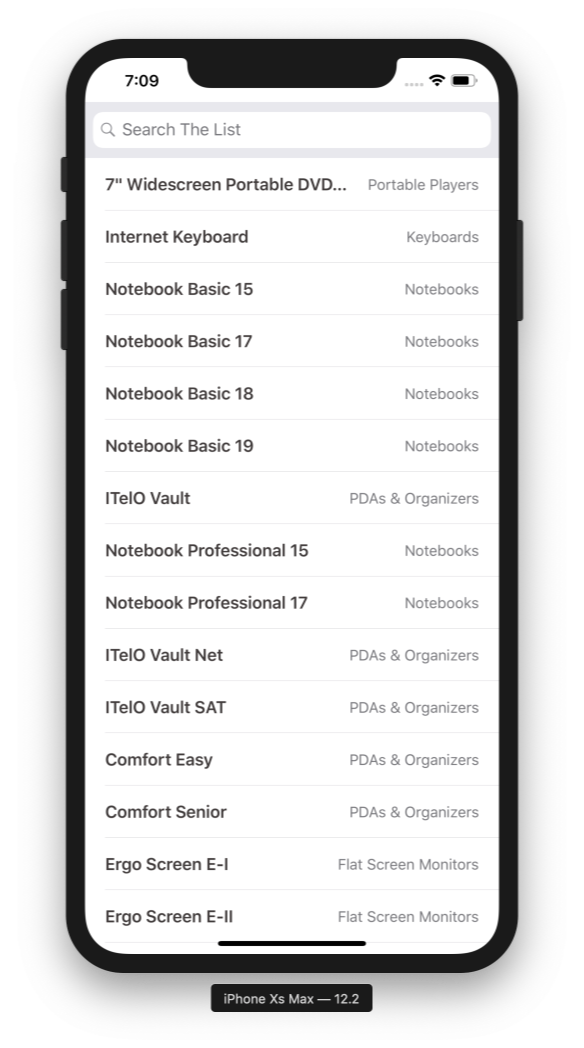 7:09
Search The List
7" Widescreen Portable DVD... Portable Players
Internet Keyboard Keyboards
Notebook Basic 15 Notebooks
Notebook Basic 17 Notebooks
Notebook Basic 18 Notebooks
Notebook Basic 19 Notebooks
ITelO Vault PDAs & Organizers
Notebook Professional 15 Notebooks
Notebook Professional 17 Notebooks
ITelO Vault Net PDAs & Organizers
ITelO Vault SAT PDAs & Organizers
Comfort Easy PDAs & Organizers
Comfort Senior PDAs & Organizers
Ergo Screen E-I Flat Screen Monitors
Ergo Screen E-II Flat Screen Monitors
iPhone Xs Max — 12.2